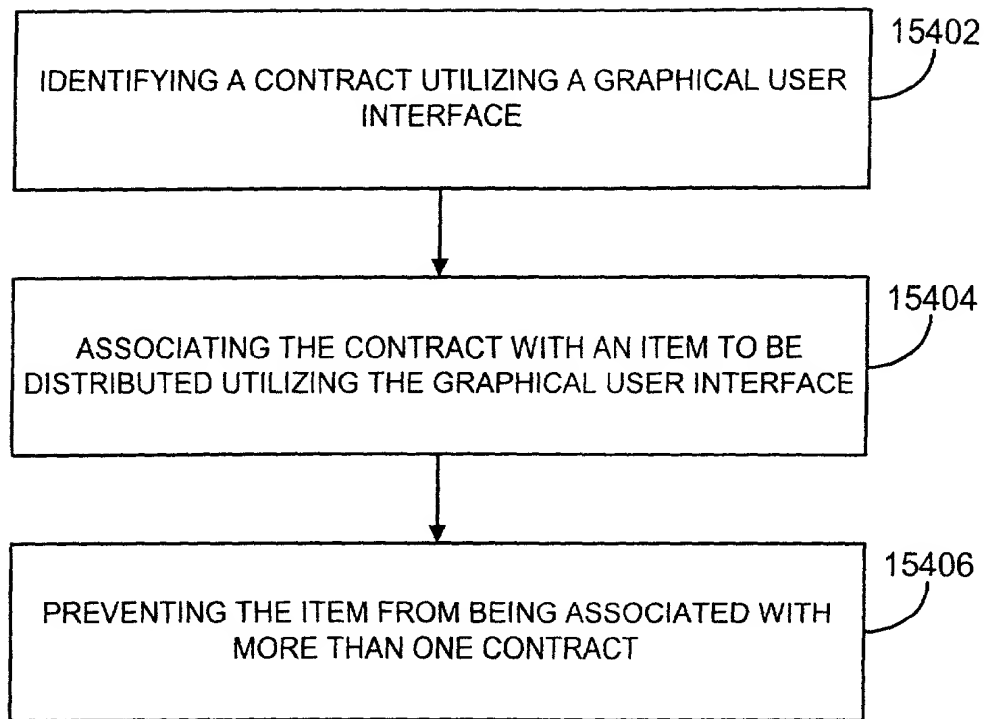 15402
IDENTIFYING A CONTRACT UTILIZING A GRAPHICAL USER
INTERFACE
15404
ASSOCIATING THE CONTRACT WITH AN ITEM TO BE
DISTRIBUTED UTILIZING THE GRAPHICAL USER INTERFACE
15406
PREVENTING THE ITEM FROM BEING ASSOCIATED WITH
MORE THAN ONE CONTRACT